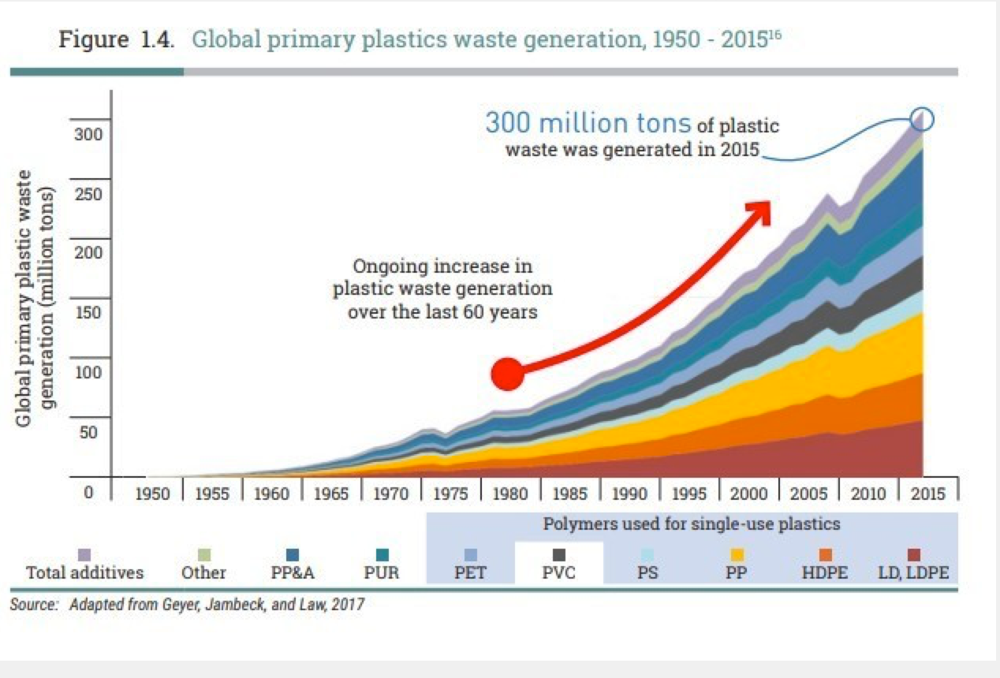 Figure 1.4. Global primary plastics waste generation, 1950 - 2015¹⁶
Global primary plastic waste
generation (million tons)
300
250
200
150
100
50
0
300 million tons of plastic
waste was generated in 2015
Ongoing increase in
plastic waste generation
over the last 60 years
1950 1955 1960 1965 1970 1975 1980 1985 1990 1995 2000 2005 2010 2015
Polymers used for single-use plastics
Total additives Other PP&A PUR PET PVC PS PP HDPE LD, LDPE
Source: Adapted from Geyer, Jambeck, and Law, 2017